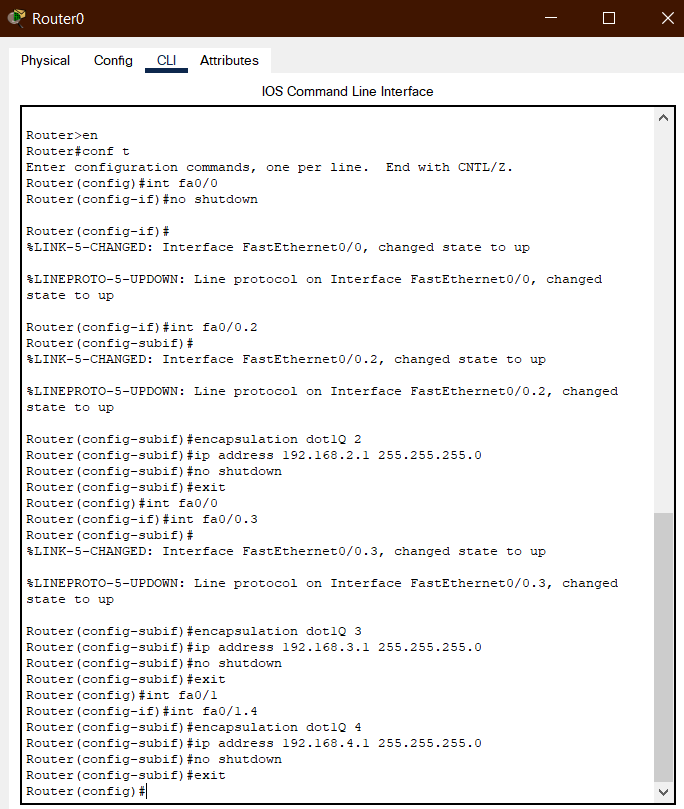 Router0
Physical Config CLI Attributes
IOS Command Line Interface
Router>en
Router#conf t
Enter configuration commands, one per line.  End with CNTL/Z.
Router(config)#int fa0/0
Router(config-if)#no shutdown
Router(config-if)#
%LINK-5-CHANGED: Interface FastEthernet0/0, changed state to up
%LINEPROTO-5-UPDOWN: Line protocol on Interface FastEthernet0/0, changed
state to up
Router(config-if)#int fa0/0.2
Router(config-subif)#
%LINK-5-CHANGED: Interface FastEthernet0/0.2, changed state to up
%LINEPROTO-5-UPDOWN: Line protocol on Interface FastEthernet0/0.2, changed
state to up
Router(config-subif)#encapsulation dot1Q 2
Router(config-subif)#ip address 192.168.2.1 255.255.255.0
Router(config-subif)#no shutdown
Router(config-subif)#exit
Router(config)#int fa0/0
Router(config-if)#int fa0/0.3
Router(config-subif)#
%LINK-5-CHANGED: Interface FastEthernet0/0.3, changed state to up
%LINEPROTO-5-UPDOWN: Line protocol on Interface FastEthernet0/0.3, changed
state to up
Router(config-subif)#encapsulation dot1Q 3
Router(config-subif)#ip address 192.168.3.1 255.255.255.0
Router(config-subif)#no shutdown
Router(config-subif)#exit
Router(config)#int fa0/1
Router(config-if)#int fa0/1.4
Router(config-subif)#encapsulation dot1Q 4
Router(config-subif)#ip address 192.168.4.1 255.255.255.0
Router(config-subif)#no shutdown
Router(config-subif)#exit
Router(config)#